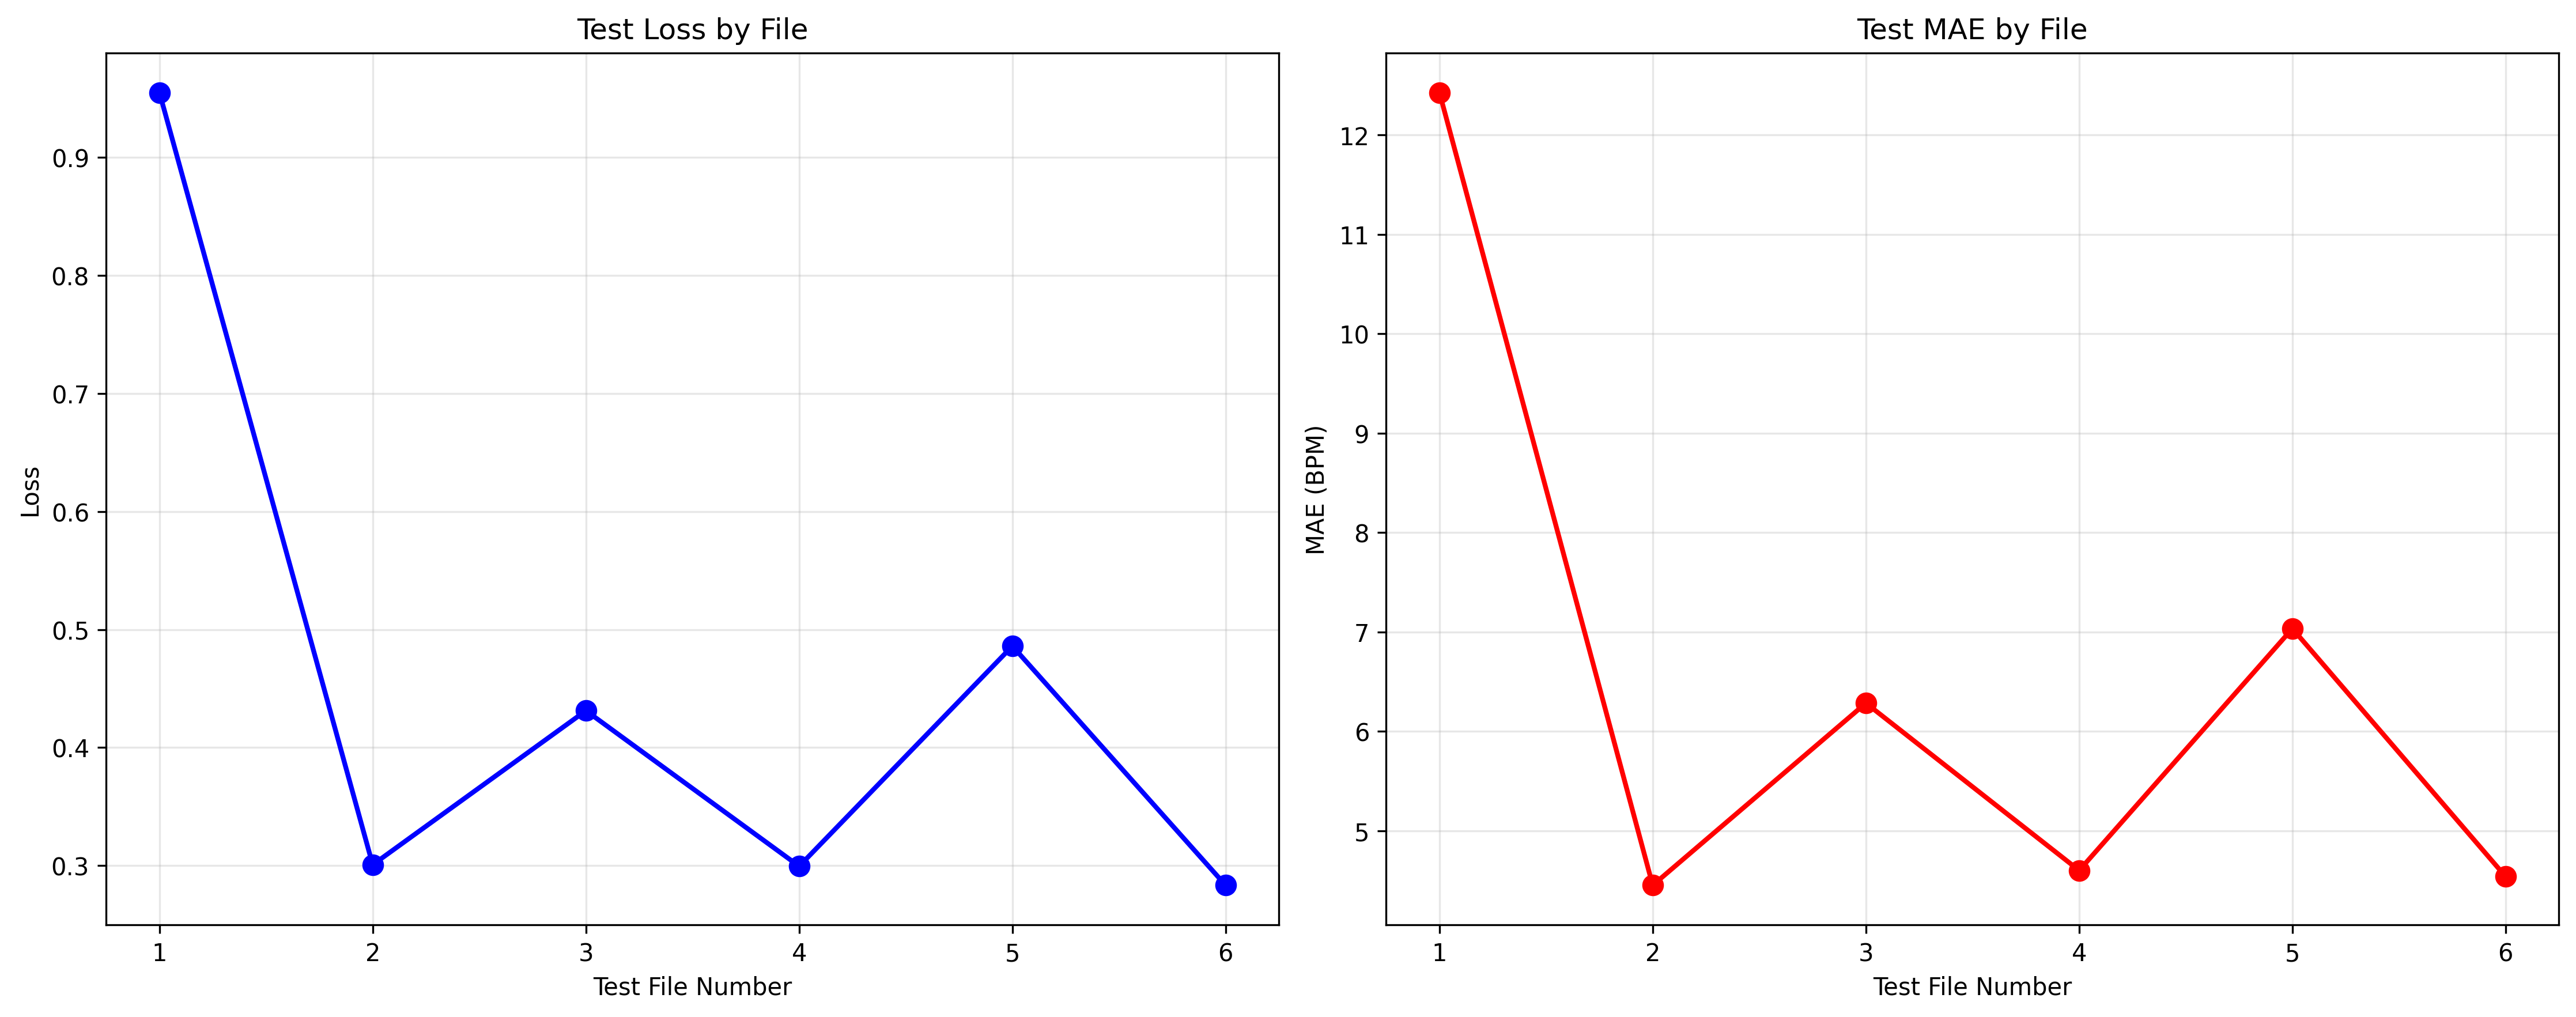 Test Loss by File
Loss
0.9
0.8
0.7
0.6
0.5
0.4
0.3
1 2 3 4 5 6
Test File Number
Test MAE by File
MAE (BPM)
12
11
10
9
8
7
6
5
1 2 3 4 5 6
Test File Number